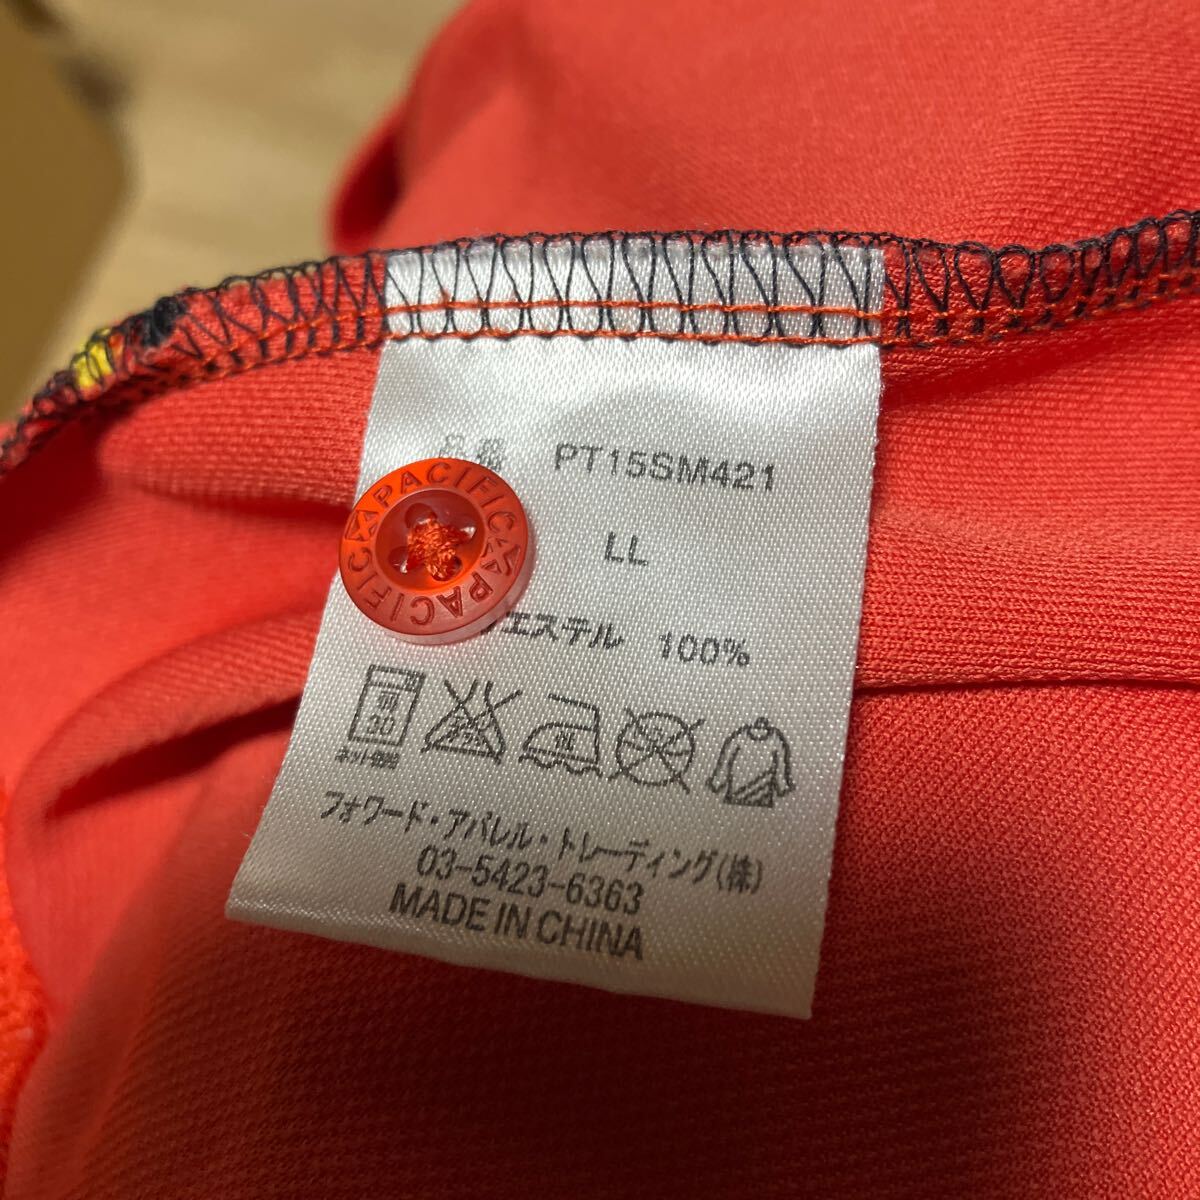 品番 PT15SM421
LL
エステル 100%
PACIFIC PACIFIC
フォワード・アパレル・トレーディング(株)
03-5423-6363
MADE IN CHINA